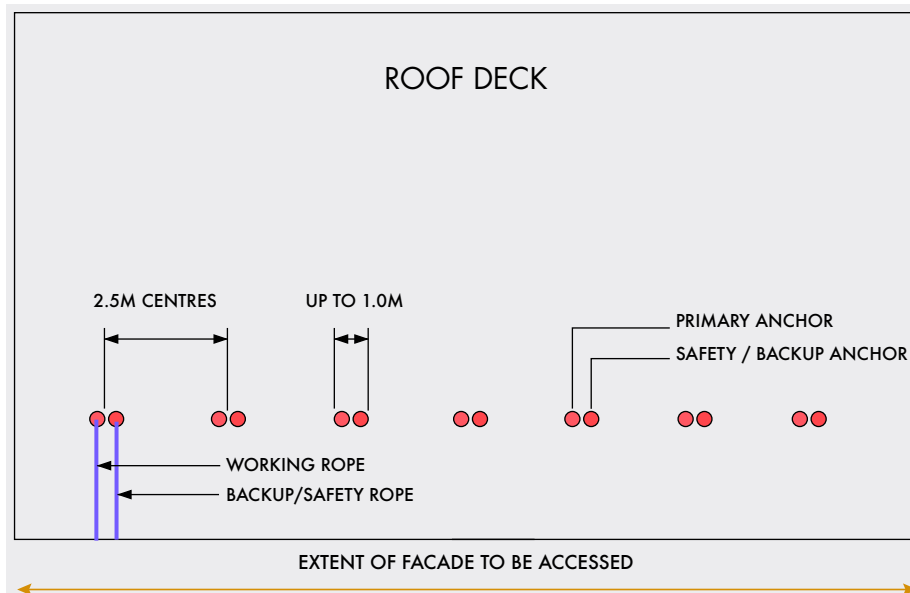 ROOF DECK
2.5M CENTRES
UP TO 1.0M
PRIMARY ANCHOR
SAFETY / BACKUP ANCHOR
WORKING ROPE
BACKUP/SAFETY ROPE
EXTENT OF FACADE TO BE ACCESSED